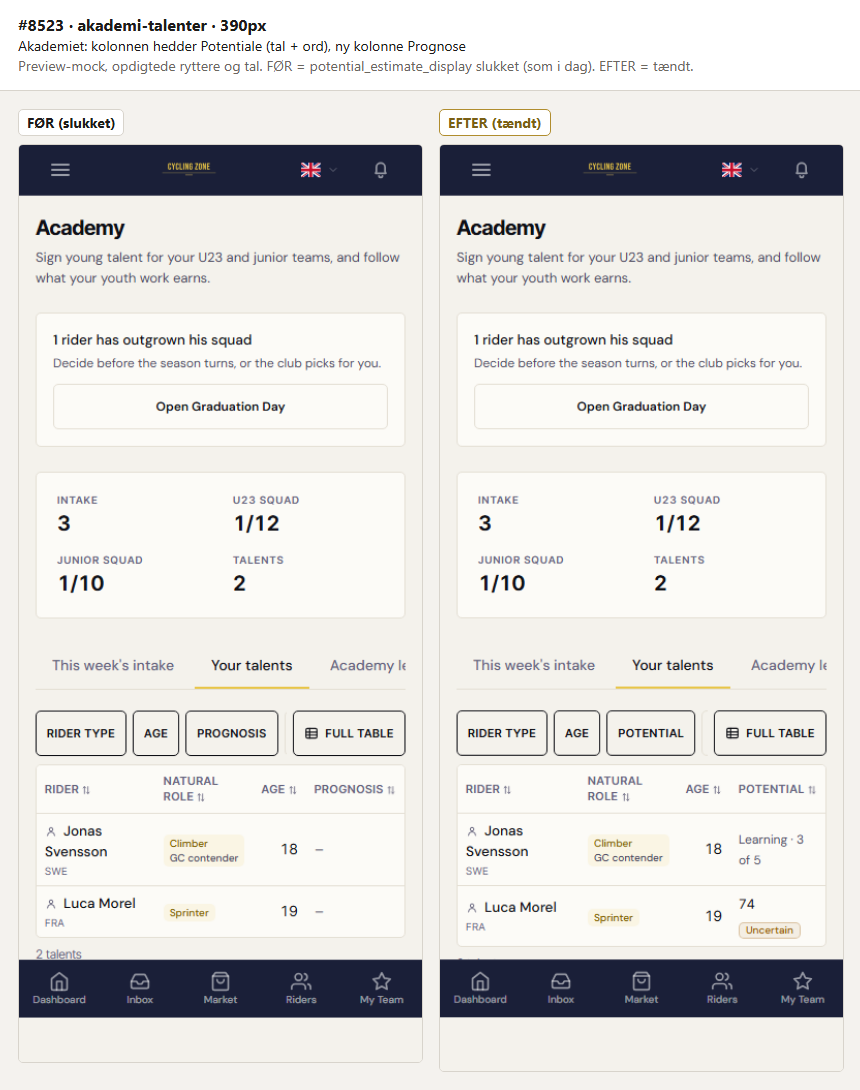 #8523 · akademi-talenter · 390px
Akademiet: kolonnen hedder Potentiale (tal + ord), ny kolonne Prognose
Preview-mock, opdigtede ryttere og tal. FØR = potential_estimate_display slukket (som i dag). EFTER = tændt.
FØR (slukket)
CYCLING ZONE
Academy
Sign young talent for your U23 and junior teams, and follow
what your youth work earns.
1 rider has outgrown his squad
Decide before the season turns, or the club picks for you.
Open Graduation Day
INTAKE U23 SQUAD
3 1/12
JUNIOR SQUAD TALENTS
1/10 2
This week's intake Your talents Academy le
RIDER TYPE AGE PROGNOSIS FULL TABLE
RIDER NATURAL ROLE AGE PROGNOSIS
Jonas Svensson Climber 18 –
SWE GC contender
Luca Morel Sprinter 19 –
FRA
2 talents
Dashboard Inbox Market Riders My Team
EFTER (tændt)
CYCLING ZONE
Academy
Sign young talent for your U23 and junior teams, and follow
what your youth work earns.
1 rider has outgrown his squad
Decide before the season turns, or the club picks for you.
Open Graduation Day
INTAKE U23 SQUAD
3 1/12
JUNIOR SQUAD TALENTS
1/10 2
This week's intake Your talents Academy le
RIDER TYPE AGE POTENTIAL FULL TABLE
RIDER NATURAL ROLE AGE POTENTIAL
Jonas Svensson Climber 18 Learning · 3 of 5
SWE GC contender
Luca Morel Sprinter 19 74
FRA Uncertain
Dashboard Inbox Market Riders My Team